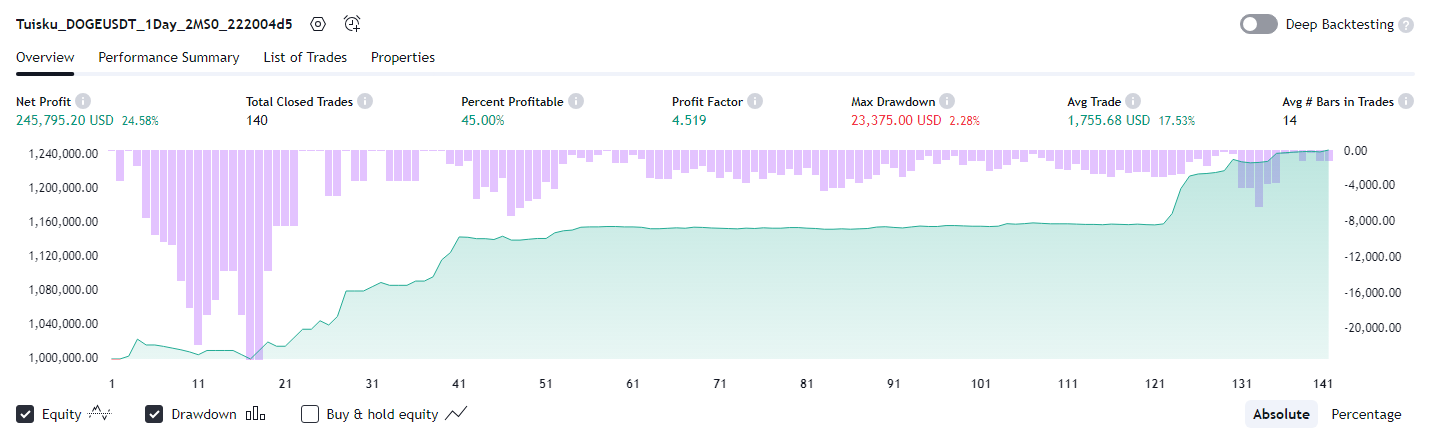 Tuisku_DOGEUSDT_1Day_2MS0_222004d5 Deep Backtesting ?
Overview Performance Summary List of Trades Properties
Net Profit i Total Closed Trades i Percent Profitable i Profit Factor i Max Drawdown i Avg Trade i Avg # Bars in Trades i
245,795.20 USD 24.58% 140 45.00% 4.519 23,375.00 USD 2.28% 1,755.68 USD 17.53% 14
1,240,000.00 0.00
1,200,000.00 -4,000.00
1,160,000.00 -8,000.00
1,120,000.00 -12,000.00
1,080,000.00 -16,000.00
1,040,000.00 -20,000.00
1,000,000.00
1 11 21 31 41 51 61 71 81 91 101 111 121 131 141
Equity Drawdown Buy & hold equity Absolute Percentage